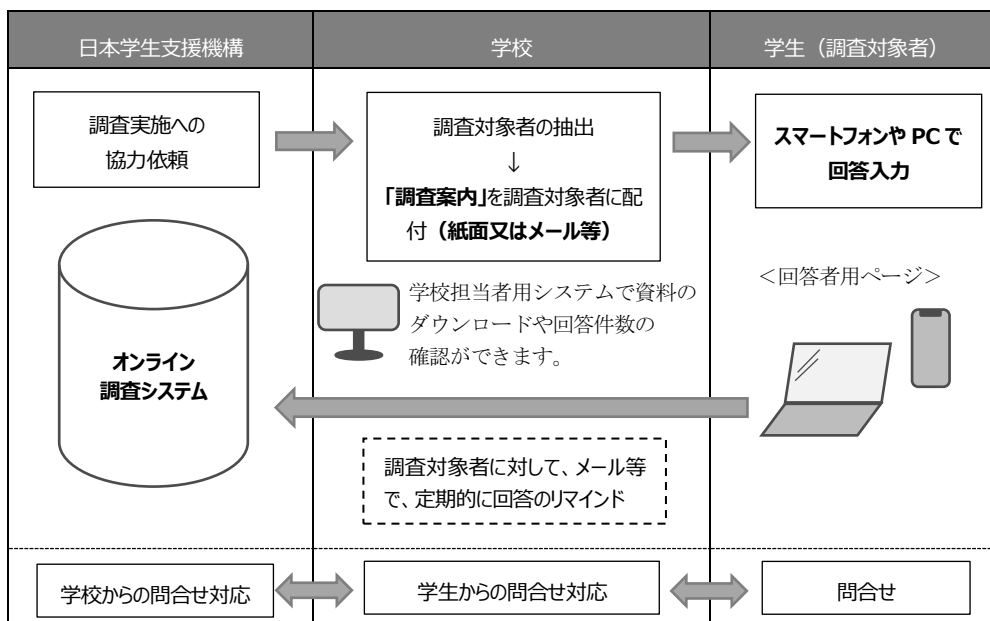 日本学生支援機構
学校
学生（調査対象者）
調査実施への
協力依頼
調査対象者の抽出
↓
「調査案内」を調査対象者に配
付（紙面又はメール等）
スマートフォンや PC で
回答入力
オンライン
調査システム
学校担当者用システムで資料の
ダウンロードや回答件数の
確認ができます。
＜回答者用ページ＞
調査対象者に対して、メール等
で、定期的に回答のリマインド
学校からの問合せ対応
学生からの問合せ対応
問合せ